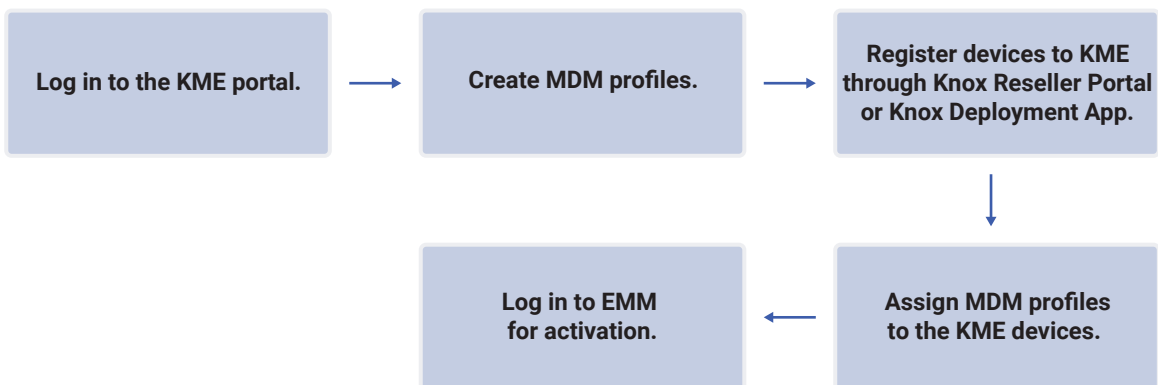 Log in to the KME portal.
Create MDM profiles.
Register devices to KME
through Knox Reseller Portal
or Knox Deployment App.
Assign MDM profiles
to the KME devices.
Log in to EMM
for activation.